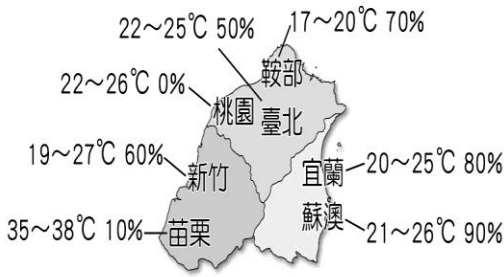 17～20℃ 70%
22～25℃ 50%
鞍部
22～26℃ 0%
桃園
臺北
19～27℃ 60%
新竹
宜蘭
20～25℃ 80%
35～38℃ 10%
苗栗
蘇澳
21～26℃ 90%